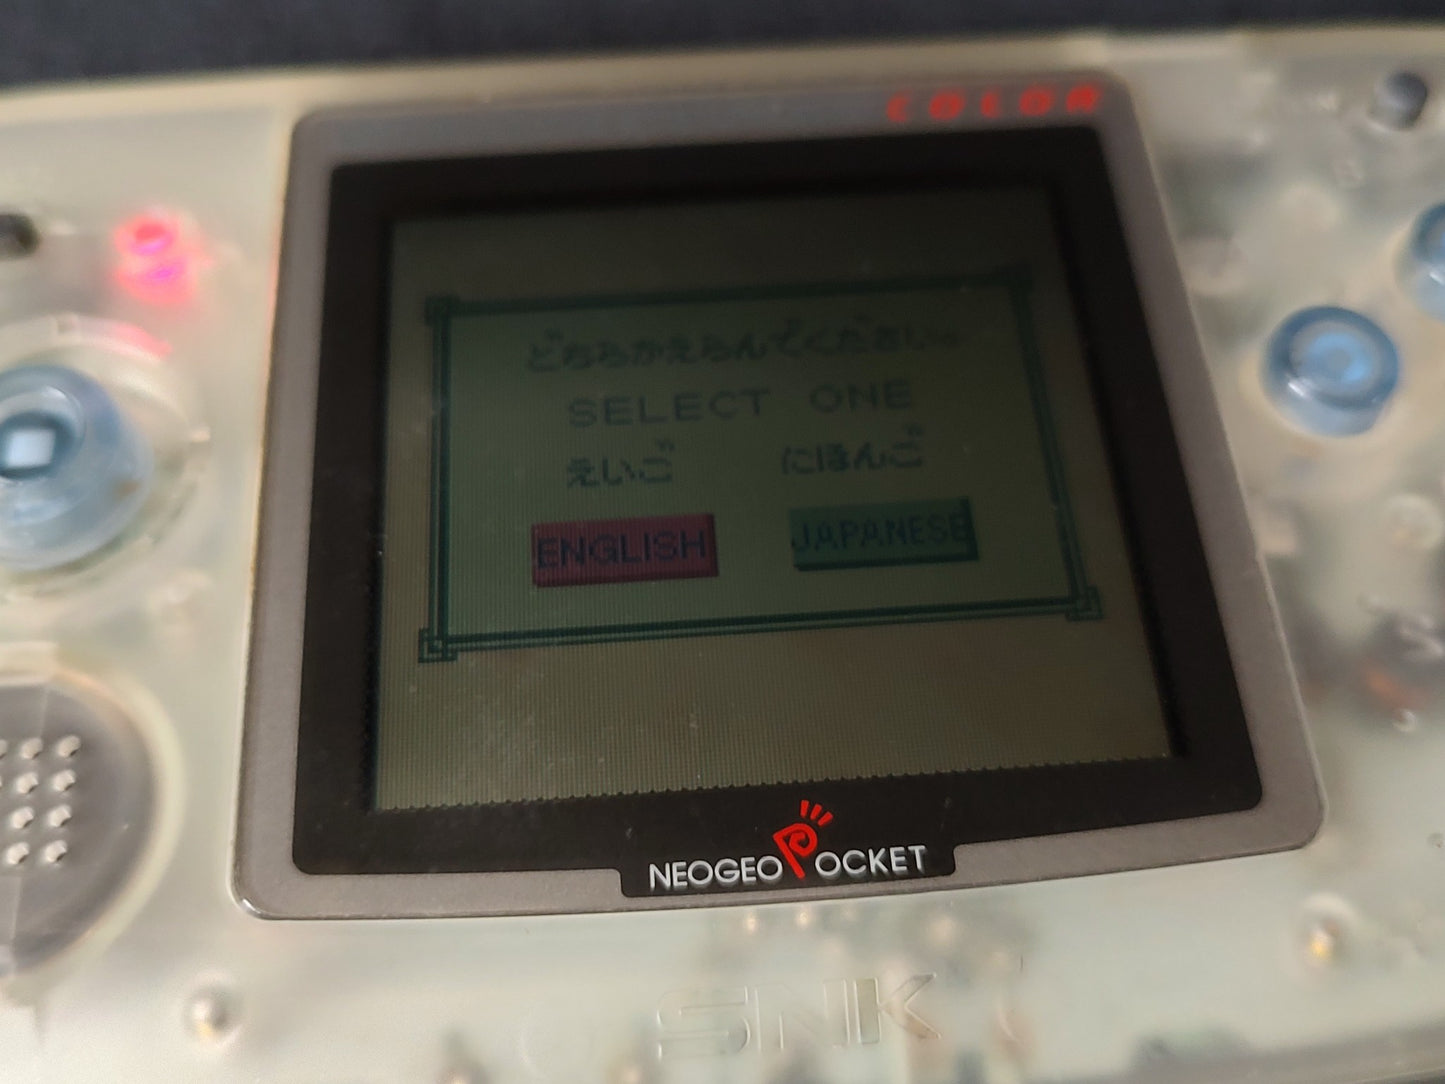 COLOR
どちらかえらんでください。
SELECT ONE
えいご にほんご
ENGLISH JAPANESE
NEOGEO POCKET
SNK